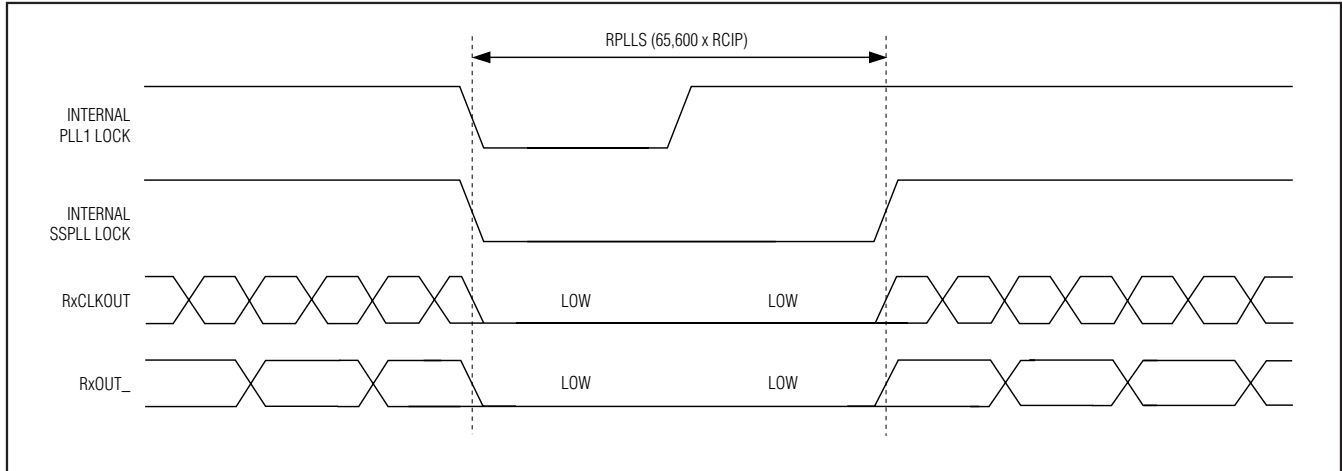 RPLLS (65,600 x RCIP)
INTERNAL
PLL1 LOCK
INTERNAL
SSPLL LOCK
RxCLKOUT
LOW
LOW
RxOUT_
LOW
LOW